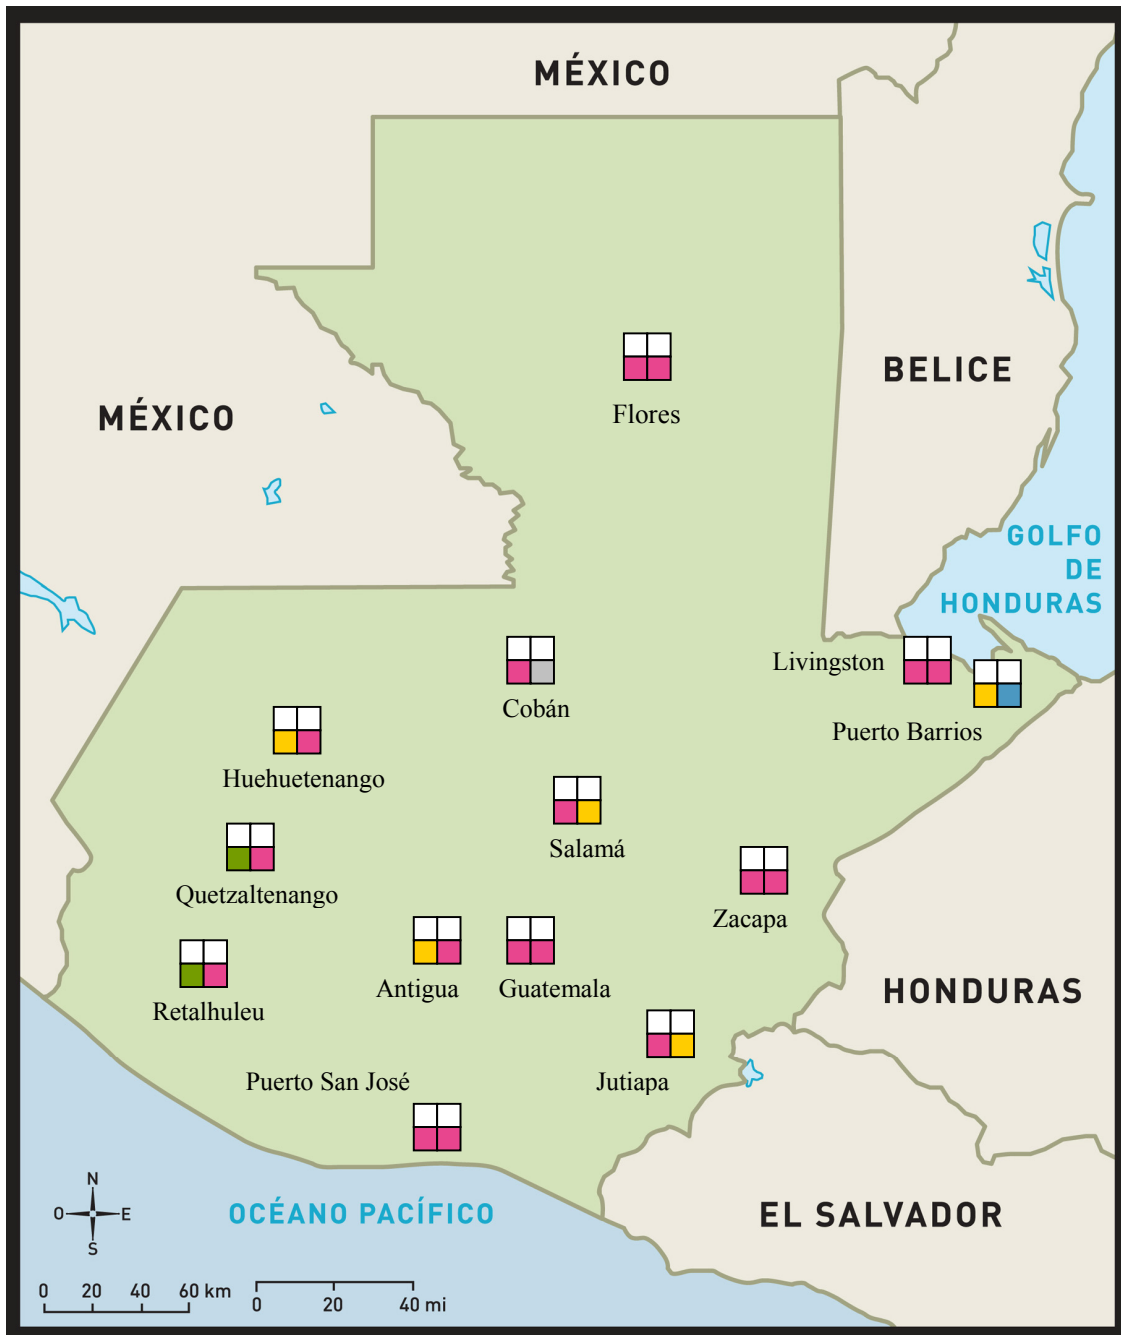 MÉXICO
BELICE
Flores
MÉXICO
GOLFO
DE
HONDURAS
Livingston
Cobán
Puerto Barrios
Huehuetenango
Salamá
Quetzaltenango
Zacapa
Antigua
Guatemala
HONDURAS
Retalhuleu
Puerto San José
Jutiapa
N
O
E
S
OCÉANO PACÍFICO
EL SALVADOR
0 20 40 60 km
0 20 40 mi